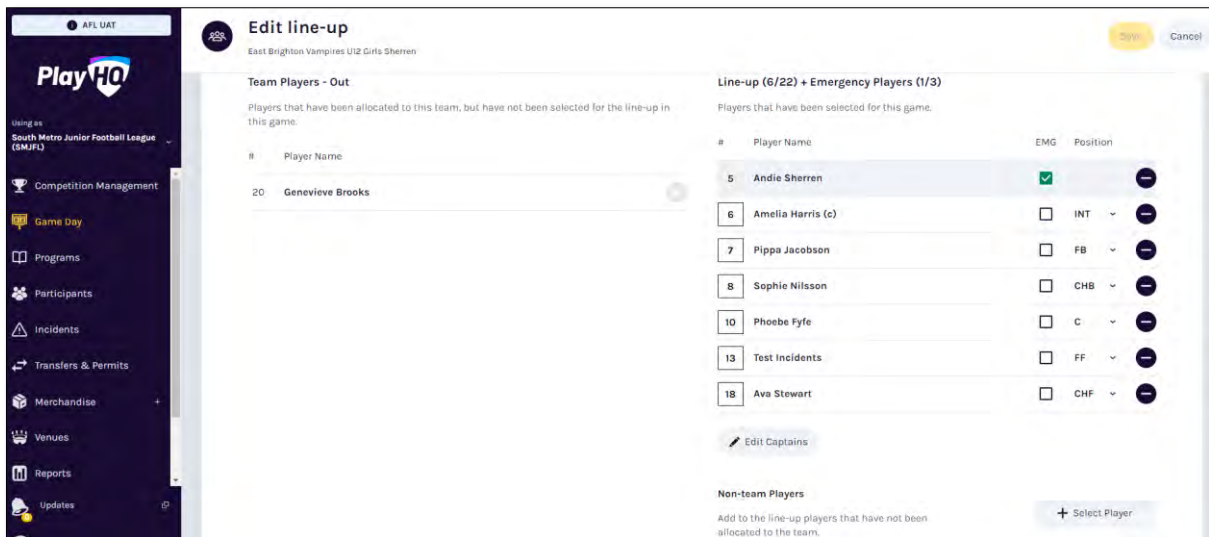 AFL UAT
PlayHQ
Using as
South Metro Junior Football League
(SMJFL)
Competition Management
Game Day
Programs
Participants
Incidents
Transfers & Permits
Merchandise +
Venues
Reports
Updates
Edit line-up
East Brighton Vampires U12 Girls Sherren
Save
Cancel
Team Players - Out
Players that have been allocated to this team, but have not been selected for the line-up in
this game.
# Player Name
20 Genevieve Brooks
Line-up (6/22) + Emergency Players (1/3)
Players that have been selected for this game.
# Player Name EMG Position
5 Andie Sherren
6 Amelia Harris (c) INT
7 Pippa Jacobson FB
8 Sophie Nilsson CHB
10 Phoebe Fyfe C
13 Test Incidents FF
18 Ava Stewart CHF
Edit Captains
Non-team Players
Add to the line-up players that have not been
allocated to the team.
+ Select Player